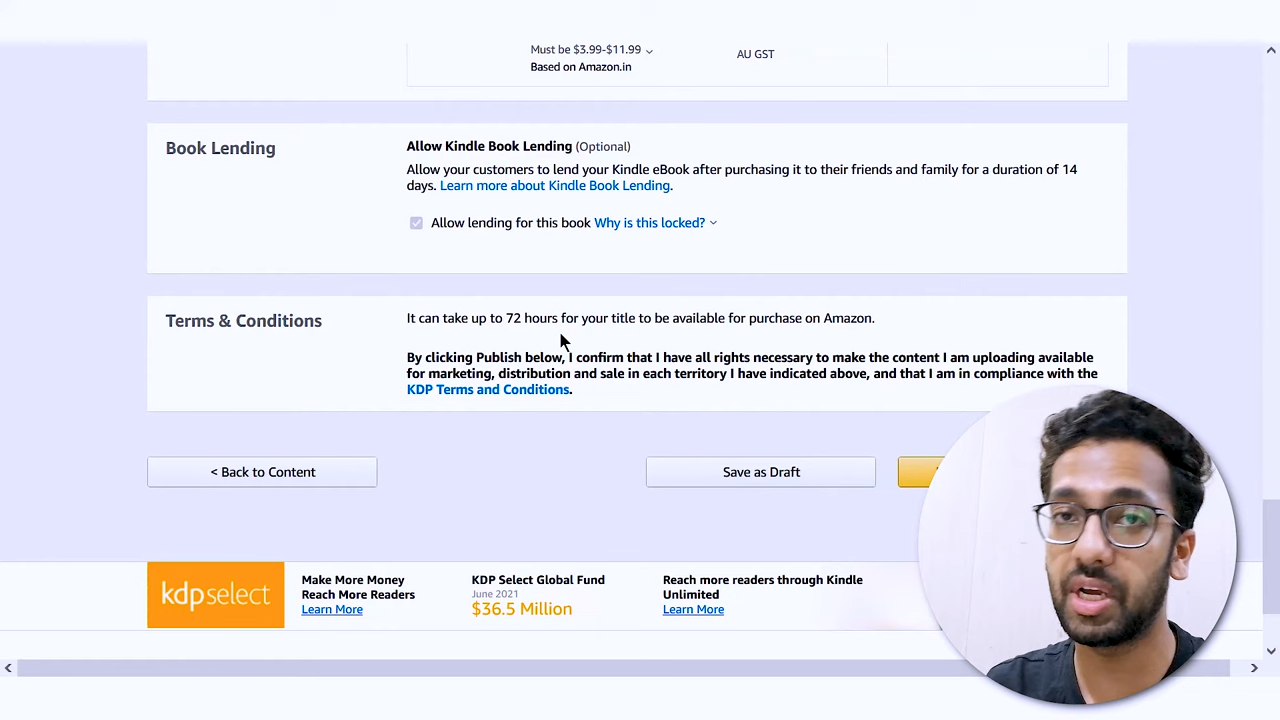 Must be $3.99-$11.99
AU GST
Based on Amazon.in
Book Lending
Allow Kindle Book Lending (Optional)
Allow your customers to lend your Kindle eBook after purchasing it to their friends and family for a duration of 14
days. Learn more about Kindle Book Lending.
Allow lending for this book Why is this locked?
Terms & Conditions
It can take up to 72 hours for your title to be available for purchase on Amazon.
By clicking Publish below, I confirm that I have all rights necessary to make the content I am uploading available
for marketing, distribution and sale in each territory I have indicated above, and that I am in compliance with the
KDP Terms and Conditions.
< Back to Content
Save as Draft
kdpselect
Make More Money
Reach More Readers
Learn More
KDP Select Global Fund
June 2021
$36.5 Million
Reach more readers through Kindle
Unlimited
Learn More